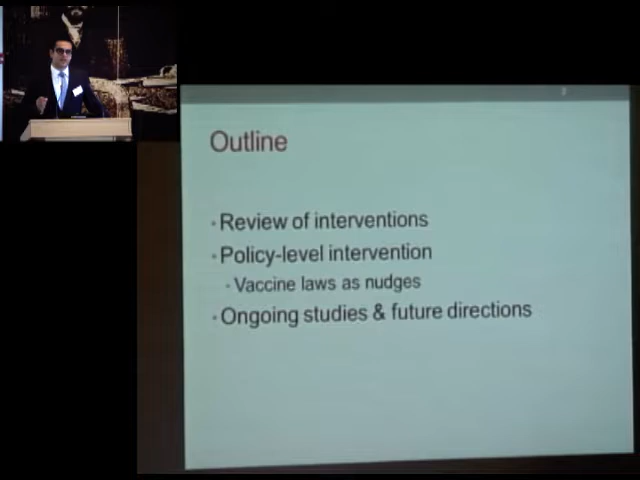 Outline
• Review of interventions
• Policy-level intervention
• Vaccine laws as nudges
• Ongoing studies & future directions